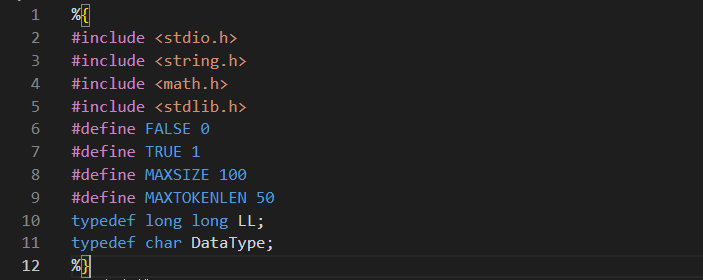 1 %{
2 #include <stdio.h>
3 #include <string.h>
4 #include <math.h>
5 #include <stdlib.h>
6 #define FALSE 0
7 #define TRUE 1
8 #define MAXSIZE 100
9 #define MAXTOKENLEN 50
10 typedef long long LL;
11 typedef char DataType;
12 %}